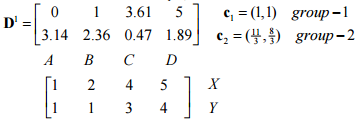 D¹ = [ 0 1 3.61 5 ] c₁ = (1,1) group−1
[ 3.14 2.36 0.47 1.89 ] c₂ = (11/3, 8/3) group−2
A B C D
[ 1 2 4 5 ] X
[ 1 1 3 4 ] Y